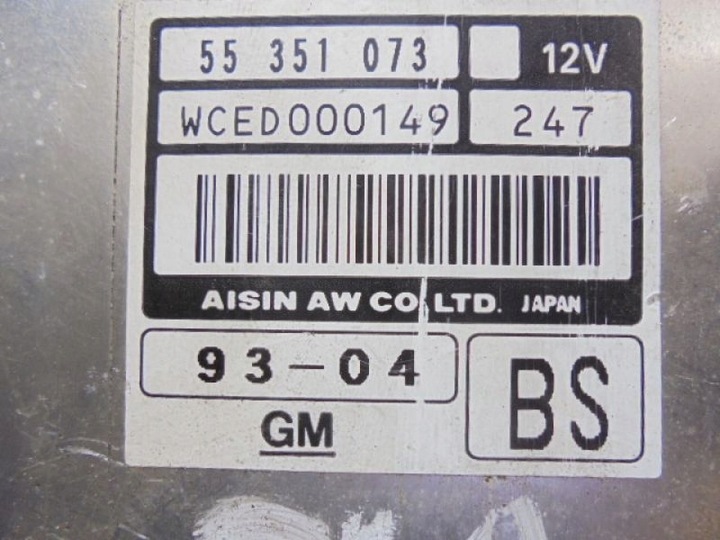 55 351 073 12V
WCED000149 247
AISIN AW CO. LTD. JAPAN
93-04 BS
GM